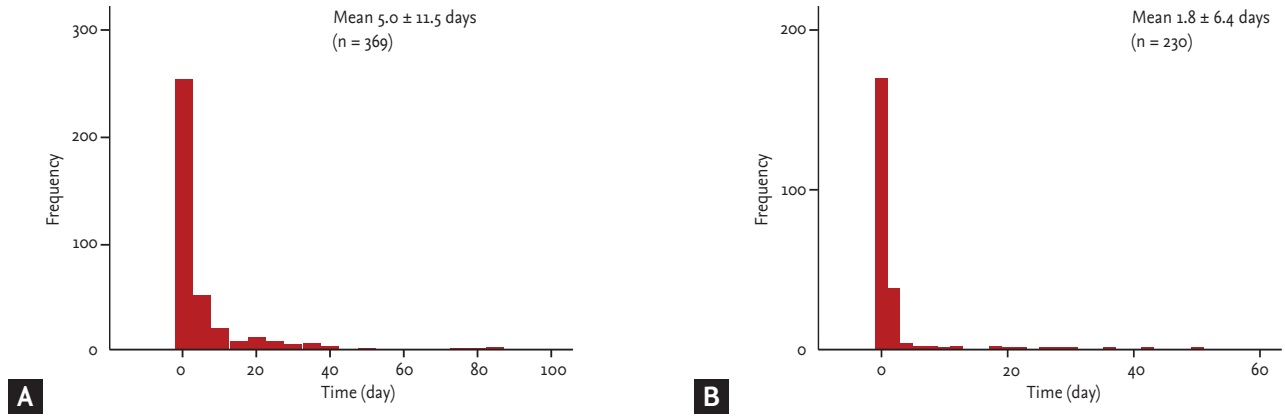 Mean 5.0 ± 11.5 days
(n = 369)
300
200
100
0
Frequency
0 20 40 60 80 100
Time (day)
A
Mean 1.8 ± 6.4 days
(n = 230)
200
100
0
Frequency
0 20 40 60
Time (day)
B